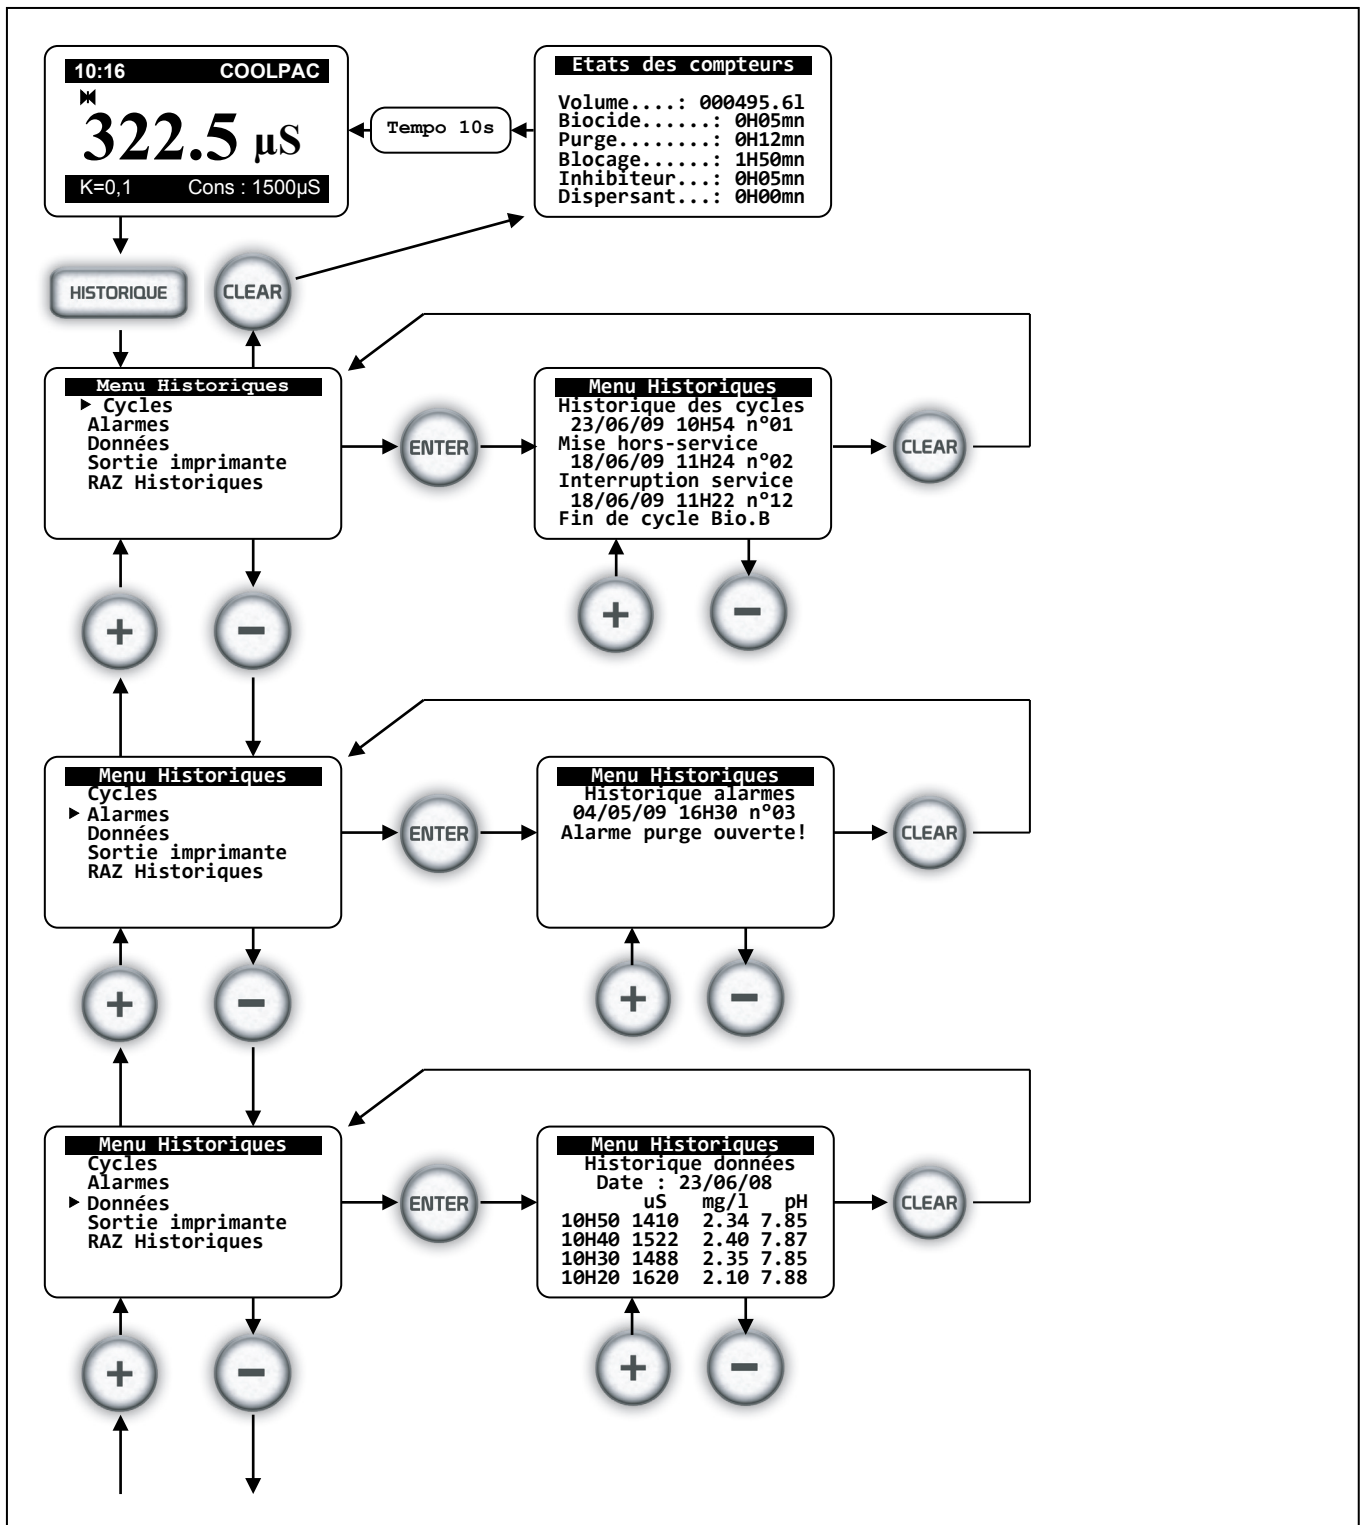 10:16 COOLPAC
322.5 µS
K=0,1 Cons : 1500µS
Tempo 10s
Etats des compteurs
Volume....: 000495.6l
Biocide......: 0H05mn
Purge........: 0H12mn
Blocage......: 1H50mn
Inhibiteur...: 0H05mn
Dispersant...: 0H00mn
HISTORIQUE
CLEAR
Menu Historiques
Cycles
Alarmes
Données
Sortie imprimante
RAZ Historiques
ENTER
Menu Historiques
Historique des cycles
23/06/09 10H54 nº01
Mise hors-service
18/06/09 11H24 nº02
Interruption service
18/06/09 11H22 nº12
Fin de cycle Bio.B
CLEAR
+
−
+
−
Menu Historiques
Cycles
Alarmes
Données
Sortie imprimante
RAZ Historiques
ENTER
Menu Historiques
Historique alarmes
04/05/09 16H30 nº03
Alarme purge ouverte!
CLEAR
+
−
+
−
Menu Historiques
Cycles
Alarmes
Données
Sortie imprimante
RAZ Historiques
ENTER
Menu Historiques
Historique données
Date : 23/06/08
uS mg/l pH
10H50 1410 2.34 7.85
10H40 1522 2.40 7.87
10H30 1488 2.35 7.85
10H20 1620 2.10 7.88
CLEAR
+
−
+
−